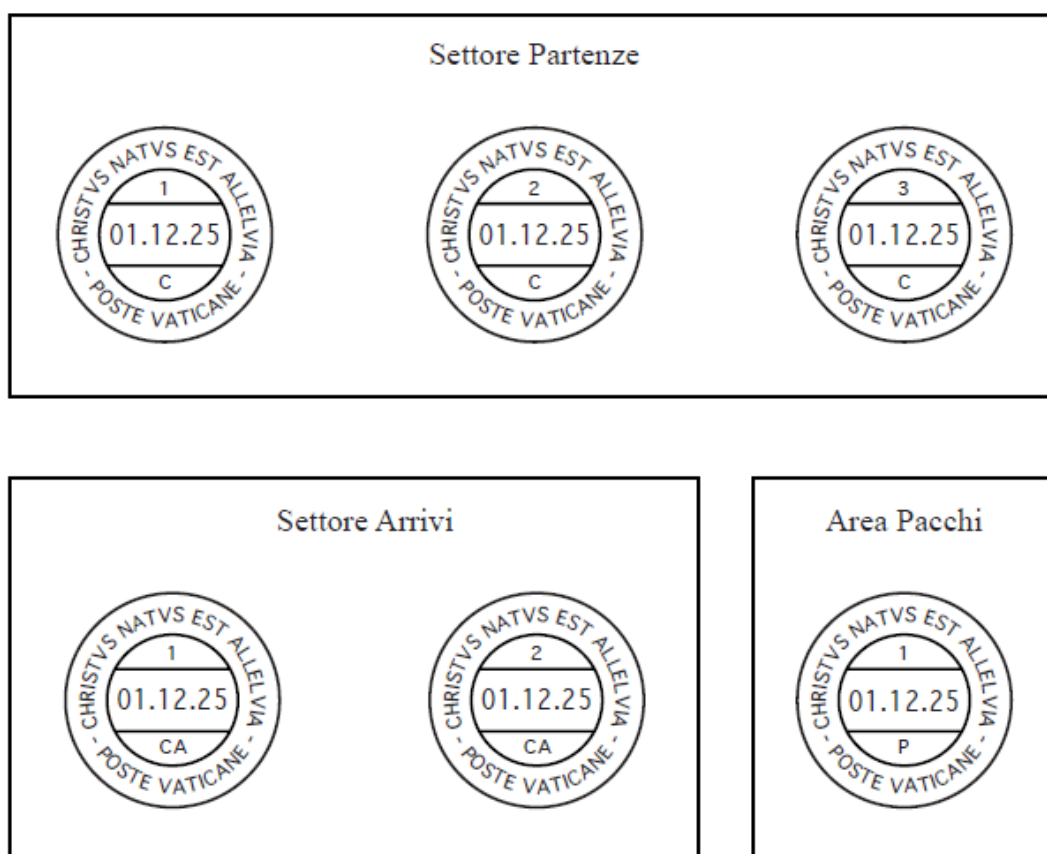 Settore Partenze
CHRISTVS NATVS EST ALLELVIA
1
01.12.25
C
- POSTE VATICANE -
CHRISTVS NATVS EST ALLELVIA
2
01.12.25
C
- POSTE VATICANE -
CHRISTVS NATVS EST ALLELVIA
3
01.12.25
C
- POSTE VATICANE -
Settore Arrivi
CHRISTVS NATVS EST ALLELVIA
1
01.12.25
CA
- POSTE VATICANE -
CHRISTVS NATVS EST ALLELVIA
2
01.12.25
CA
- POSTE VATICANE -
Area Pacchi
CHRISTVS NATVS EST ALLELVIA
1
01.12.25
P
- POSTE VATICANE -